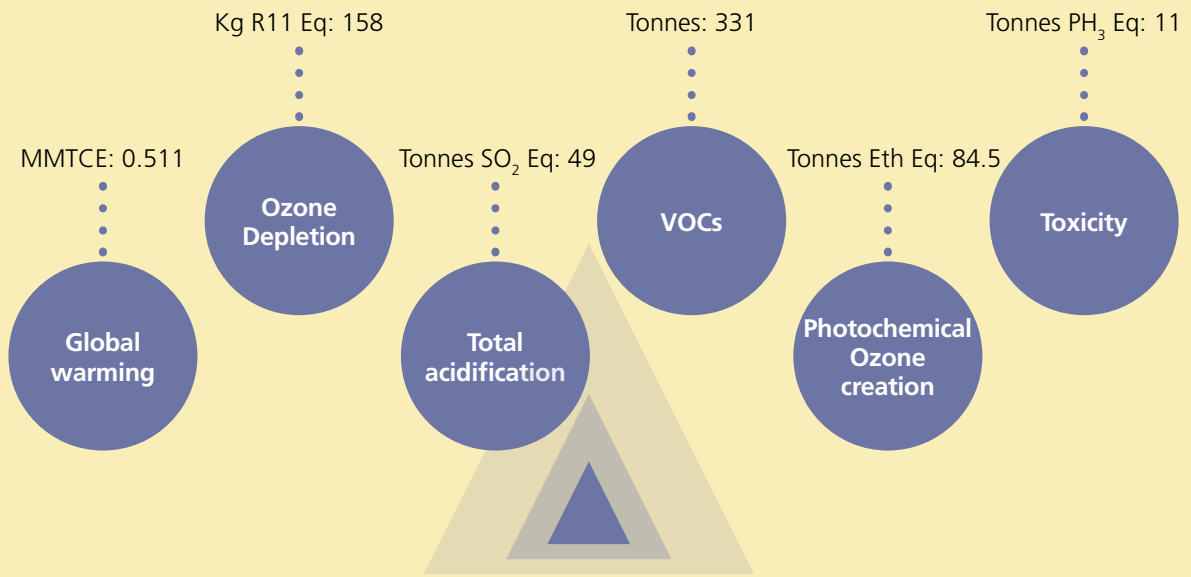 Kg R11 Eq: 158
Tonnes: 331
Tonnes PH₃ Eq: 11
MMTCE: 0.511
Tonnes SO₂ Eq: 49
Tonnes Eth Eq: 84.5
Ozone
Depletion
VOCs
Toxicity
Global
warming
Total
acidification
Photochemical
Ozone
creation